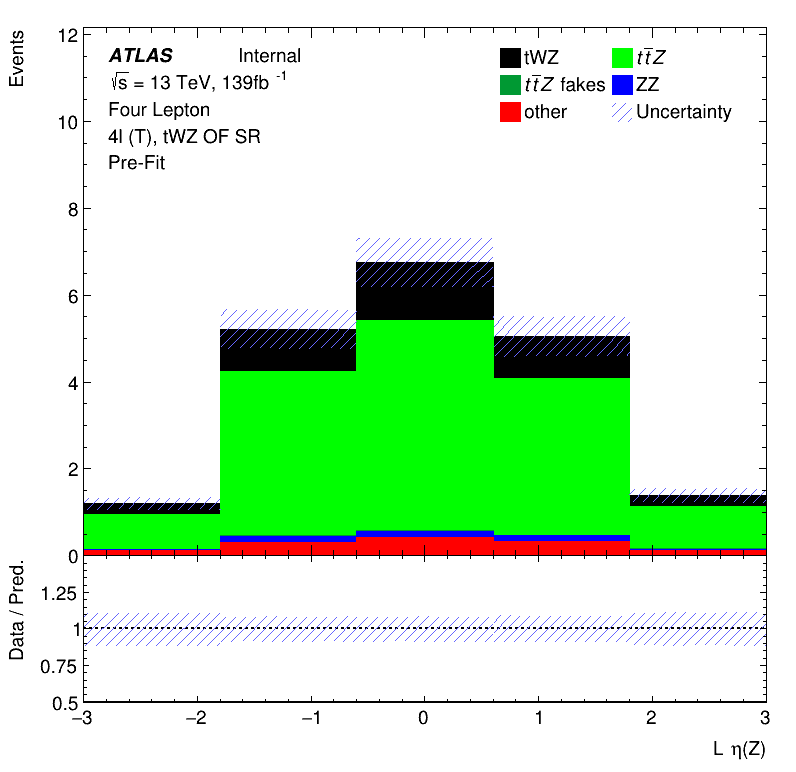 Events
12
10
8
6
4
2
0
ATLAS Internal
√s = 13 TeV, 139fb -1
Four Lepton
4l (T), tWZ OF SR
Pre-Fit
tWZ
tt̄Z
tt̄Z fakes
ZZ
other
Uncertainty
Data / Pred.
1.25
1
0.75
0.5
−3 −2 −1 0 1 2 3
L η(Z)